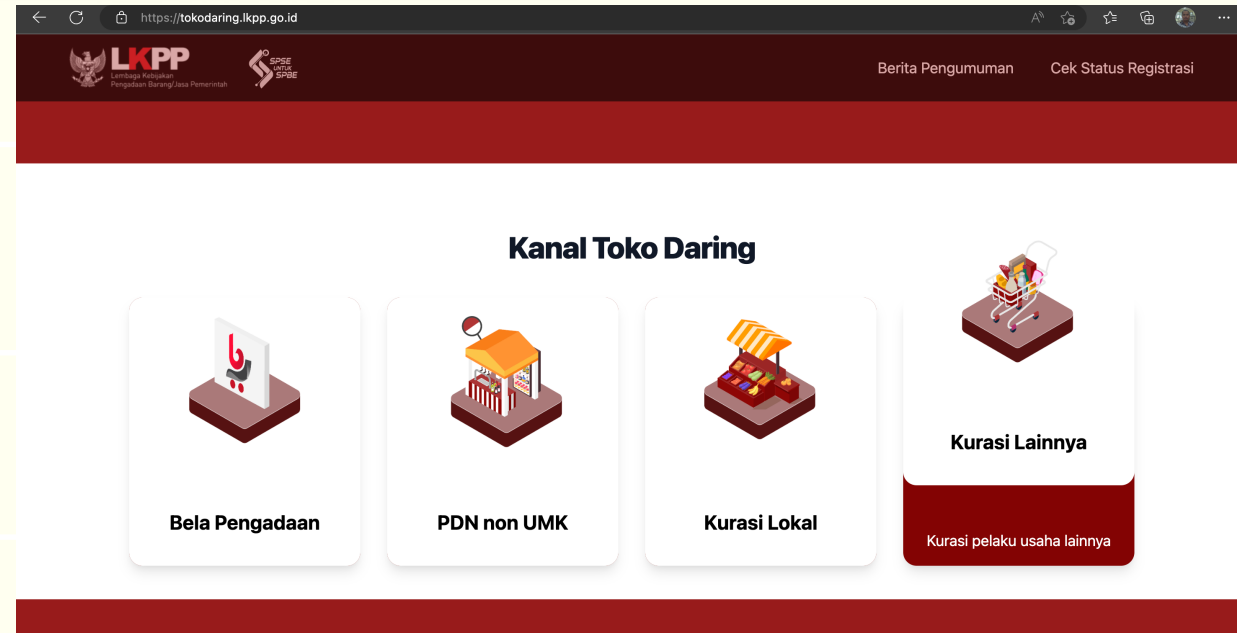 https://tokodaring.lkpp.go.id
LKPP
Lembaga Kebijakan
Pengadaan Barang/Jasa Pemerintah
SPSE
UNTUK
SPBE
Berita Pengumuman
Cek Status Registrasi
Kanal Toko Daring
Bela Pengadaan
PDN non UMK
Kurasi Lokal
Kurasi Lainnya
Kurasi pelaku usaha lainnya